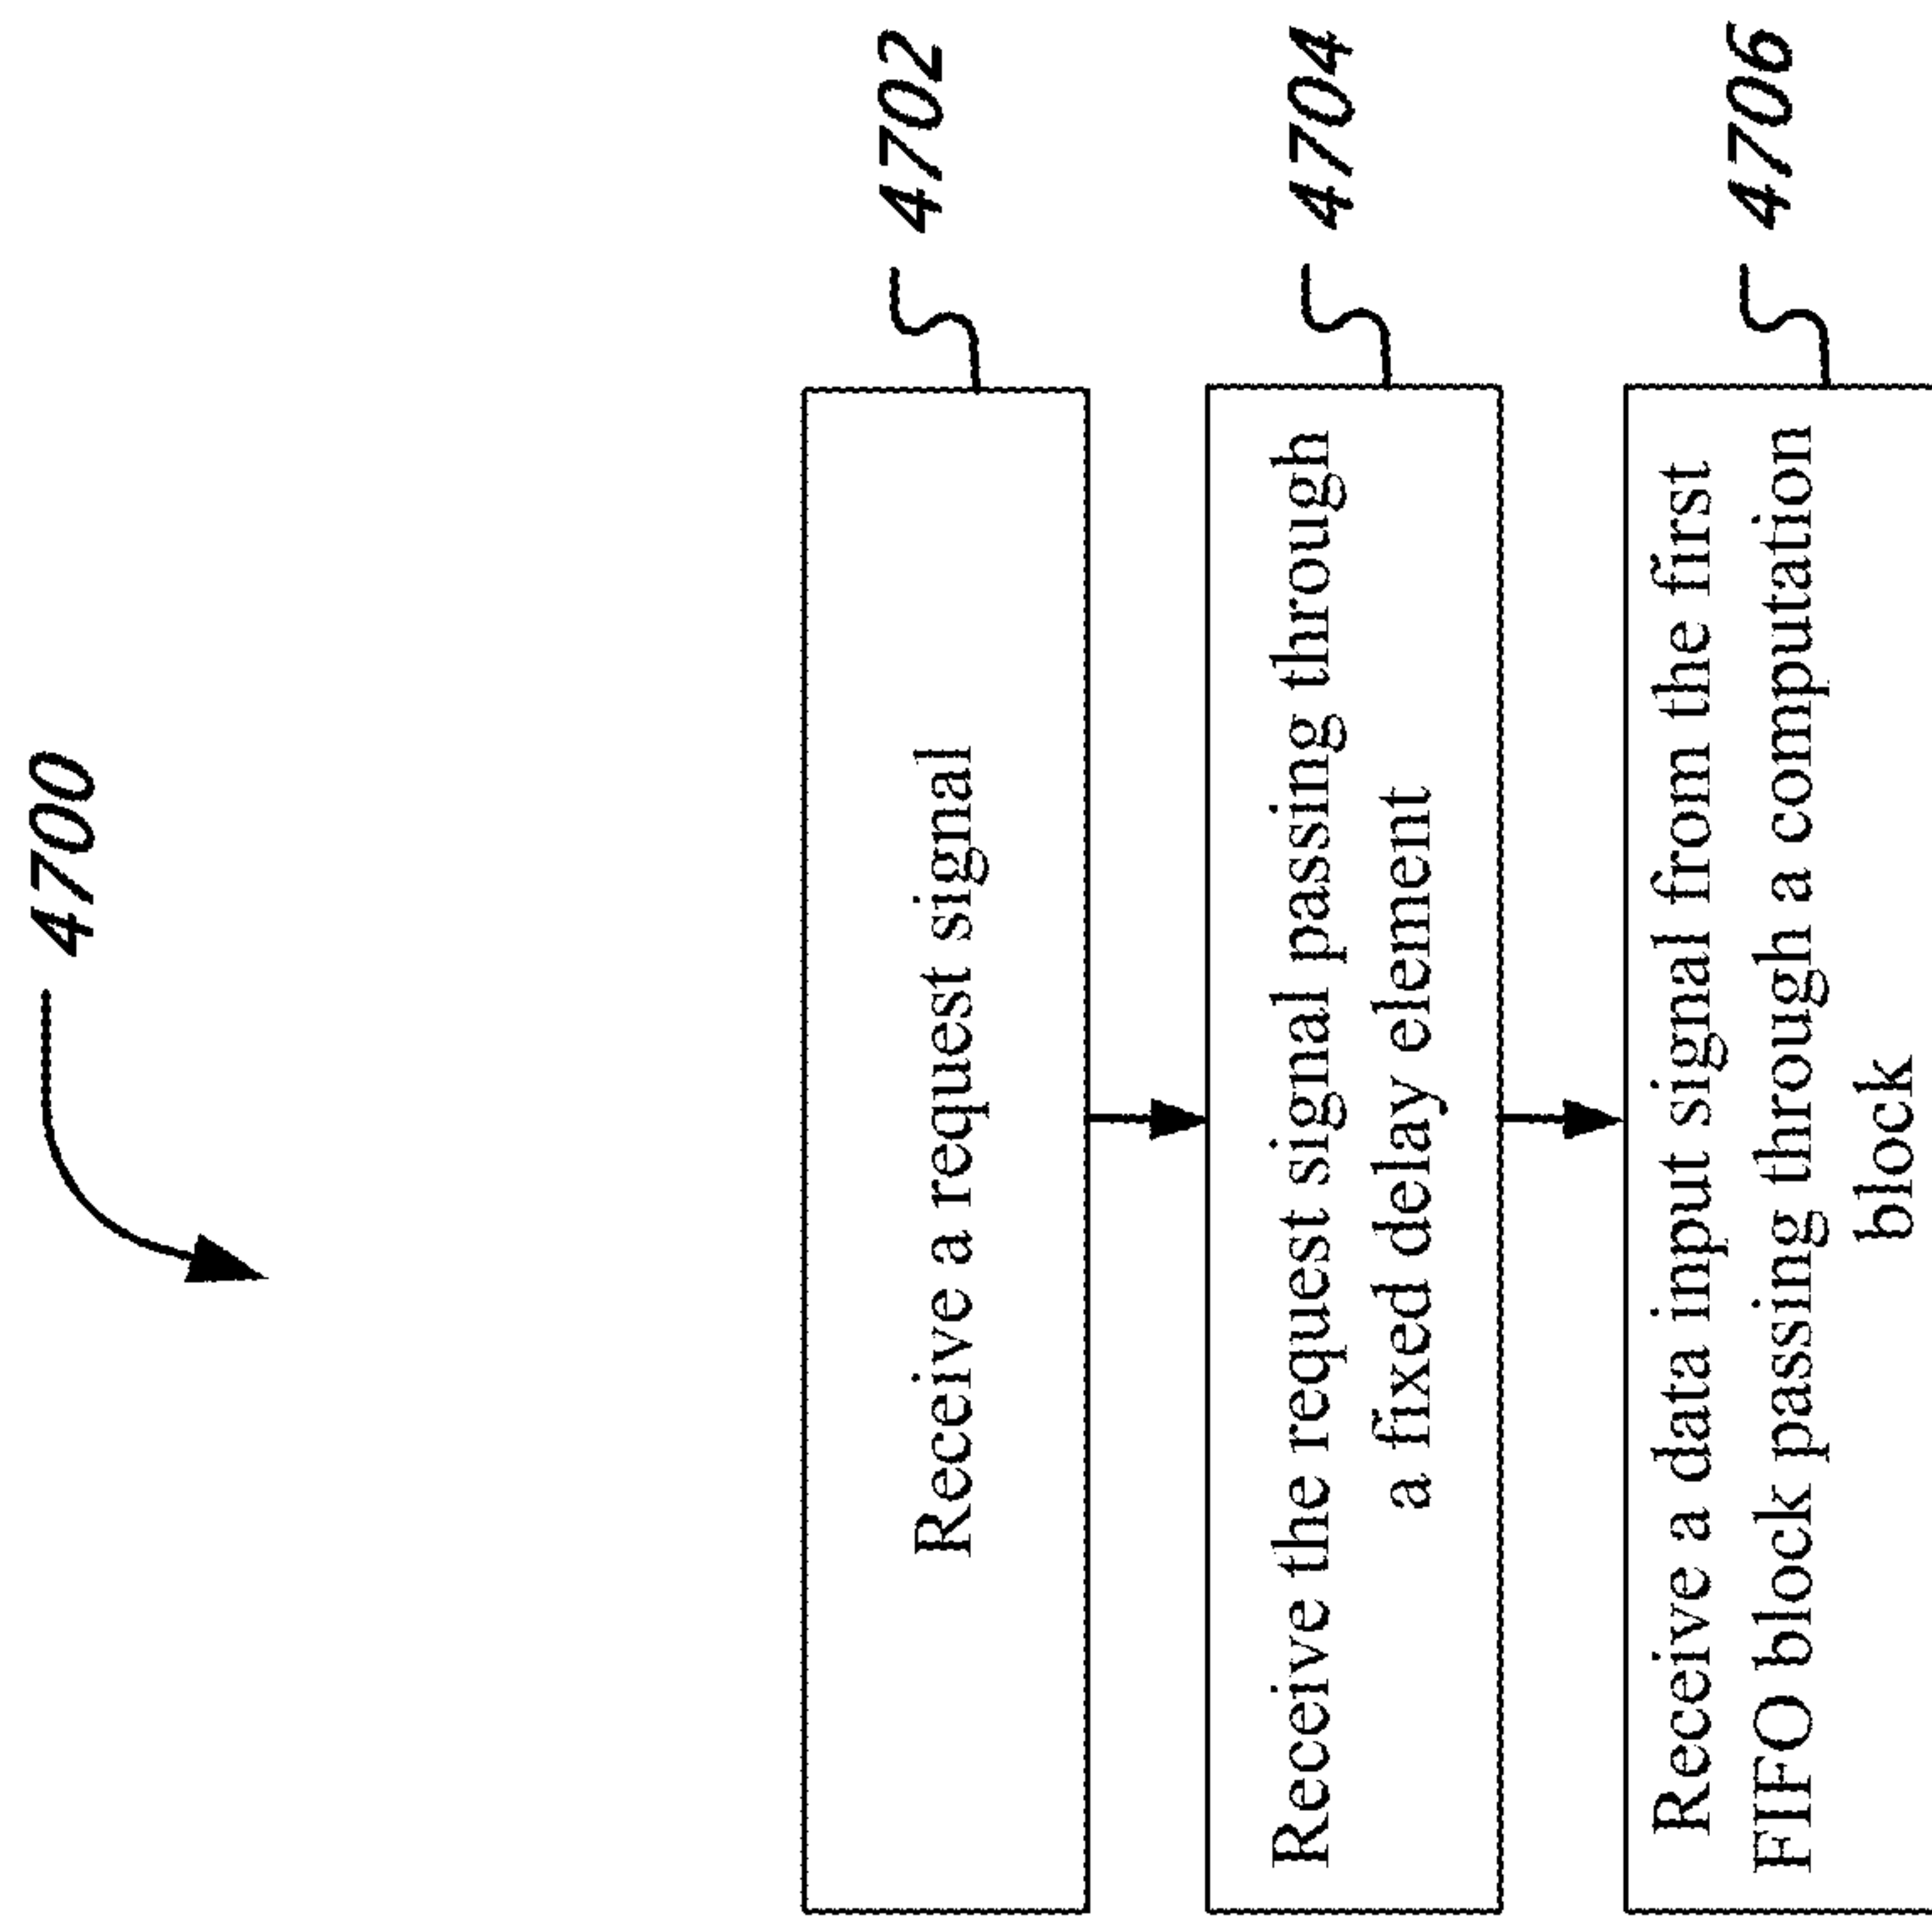 4700
Receive a request signal
4702
Receive the request signal passing through
a fixed delay element
4704
Receive a data input signal from the first
FIFO block passing through a computation
block
4706